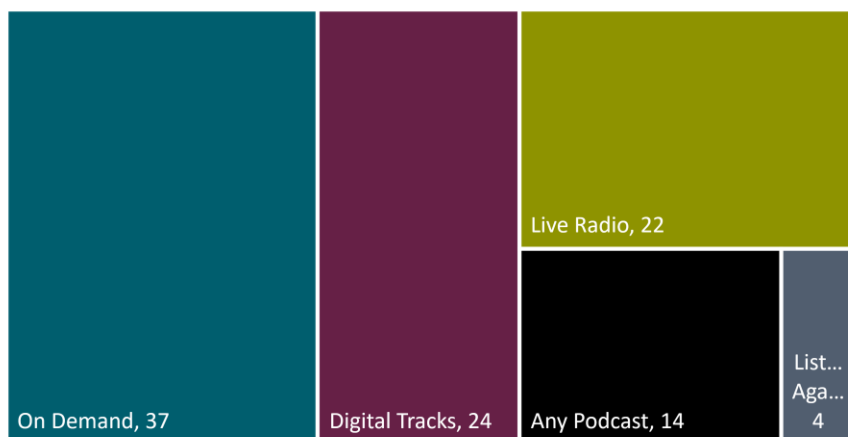 On Demand, 37
Digital Tracks, 24
Live Radio, 22
Any Podcast, 14
List...
Aga...
4